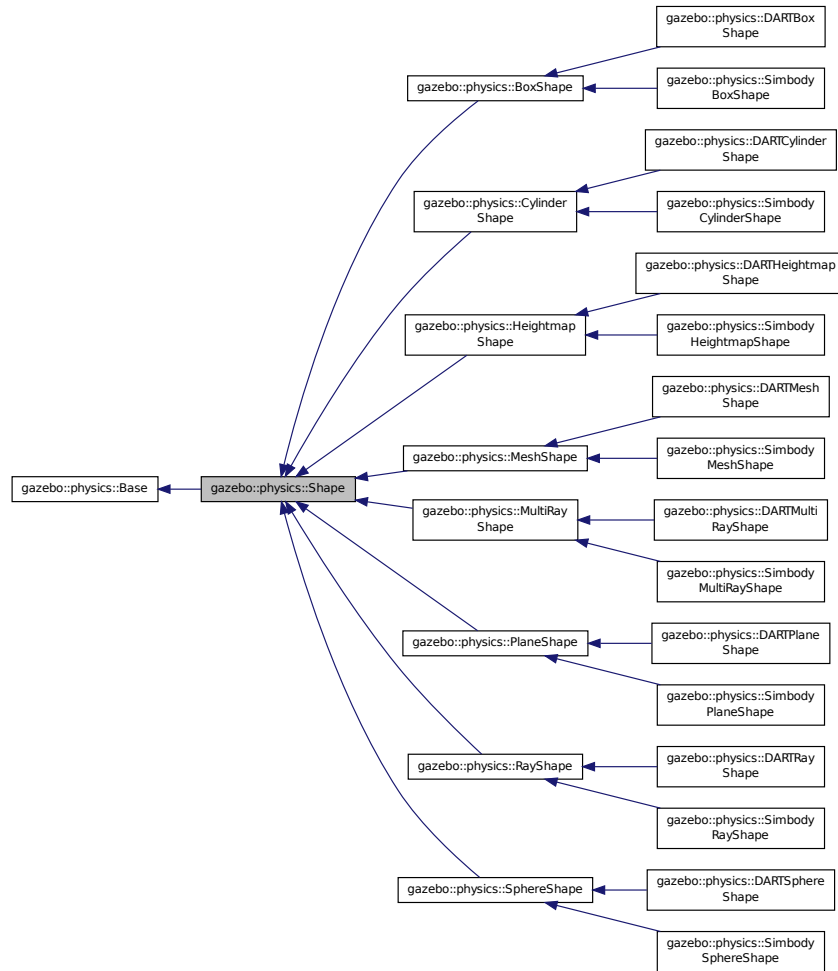 gazebo::physics::DARTBox
Shape
gazebo::physics::BoxShape
gazebo::physics::Simbody
BoxShape
gazebo::physics::DARTCylinder
Shape
gazebo::physics::Cylinder
Shape
gazebo::physics::Simbody
CylinderShape
gazebo::physics::DARTHeightmap
Shape
gazebo::physics::Heightmap
Shape
gazebo::physics::Simbody
HeightmapShape
gazebo::physics::DARTMesh
Shape
gazebo::physics::MeshShape
gazebo::physics::Simbody
MeshShape
gazebo::physics::Base
gazebo::physics::Shape
gazebo::physics::MultiRay
Shape
gazebo::physics::DARTMulti
RayShape
gazebo::physics::Simbody
MultiRayShape
gazebo::physics::PlaneShape
gazebo::physics::DARTPlane
Shape
gazebo::physics::Simbody
PlaneShape
gazebo::physics::RayShape
gazebo::physics::DARTRay
Shape
gazebo::physics::Simbody
RayShape
gazebo::physics::SphereShape
gazebo::physics::DARTSphere
Shape
gazebo::physics::Simbody
SphereShape